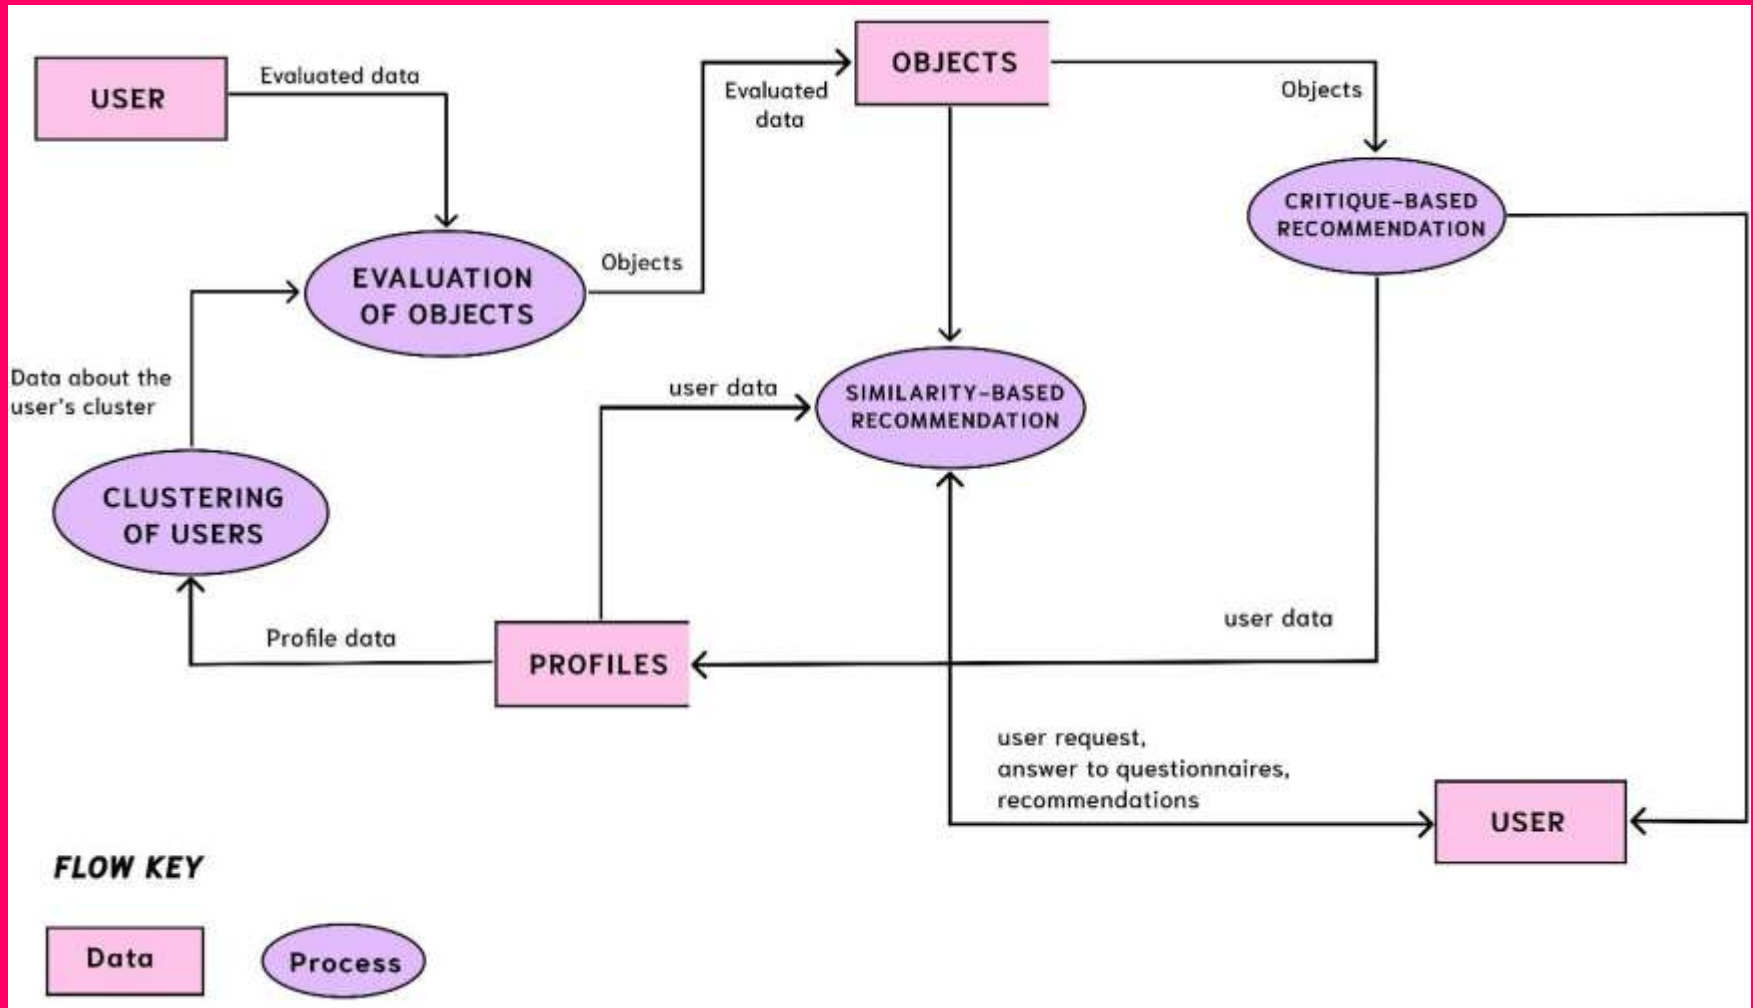 USER
Evaluated data
OBJECTS
Evaluated
data
Objects
CRITIQUE-BASED
RECOMMENDATION
EVALUATION
OF OBJECTS
Objects
Data about the
user's cluster
user data
SIMILARITY-BASED
RECOMMENDATION
CLUSTERING
OF USERS
Profile data
PROFILES
user data
user request,
answer to questionnaires,
recommendations
USER
FLOW KEY
Data
Process